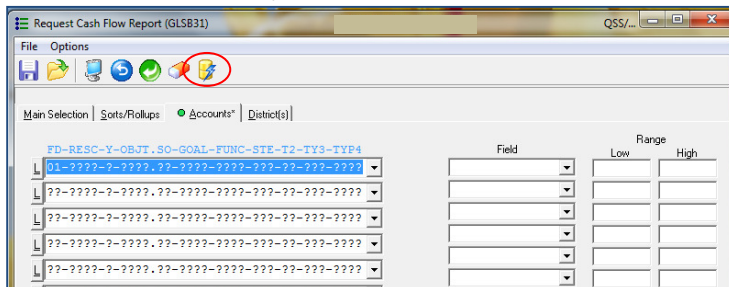 Request Cash Flow Report (GLSB31) QSS/...
File Options
Main Selection Sorts/Rollups Accounts* District(s)
Range
FD-RESC-Y-OBJT.SO-GOAL-FUNC-STE-T2-TY3-TYP4 Field Low High
L 01-????-?-????.??-????-????-???-??-???-????
L ??-????-?-????.??-????-????-???-??-???-????
L ??-????-?-????.??-????-????-???-??-???-????
L ??-????-?-????.??-????-????-???-??-???-????
L ??-????-?-????.??-????-????-???-??-???-????